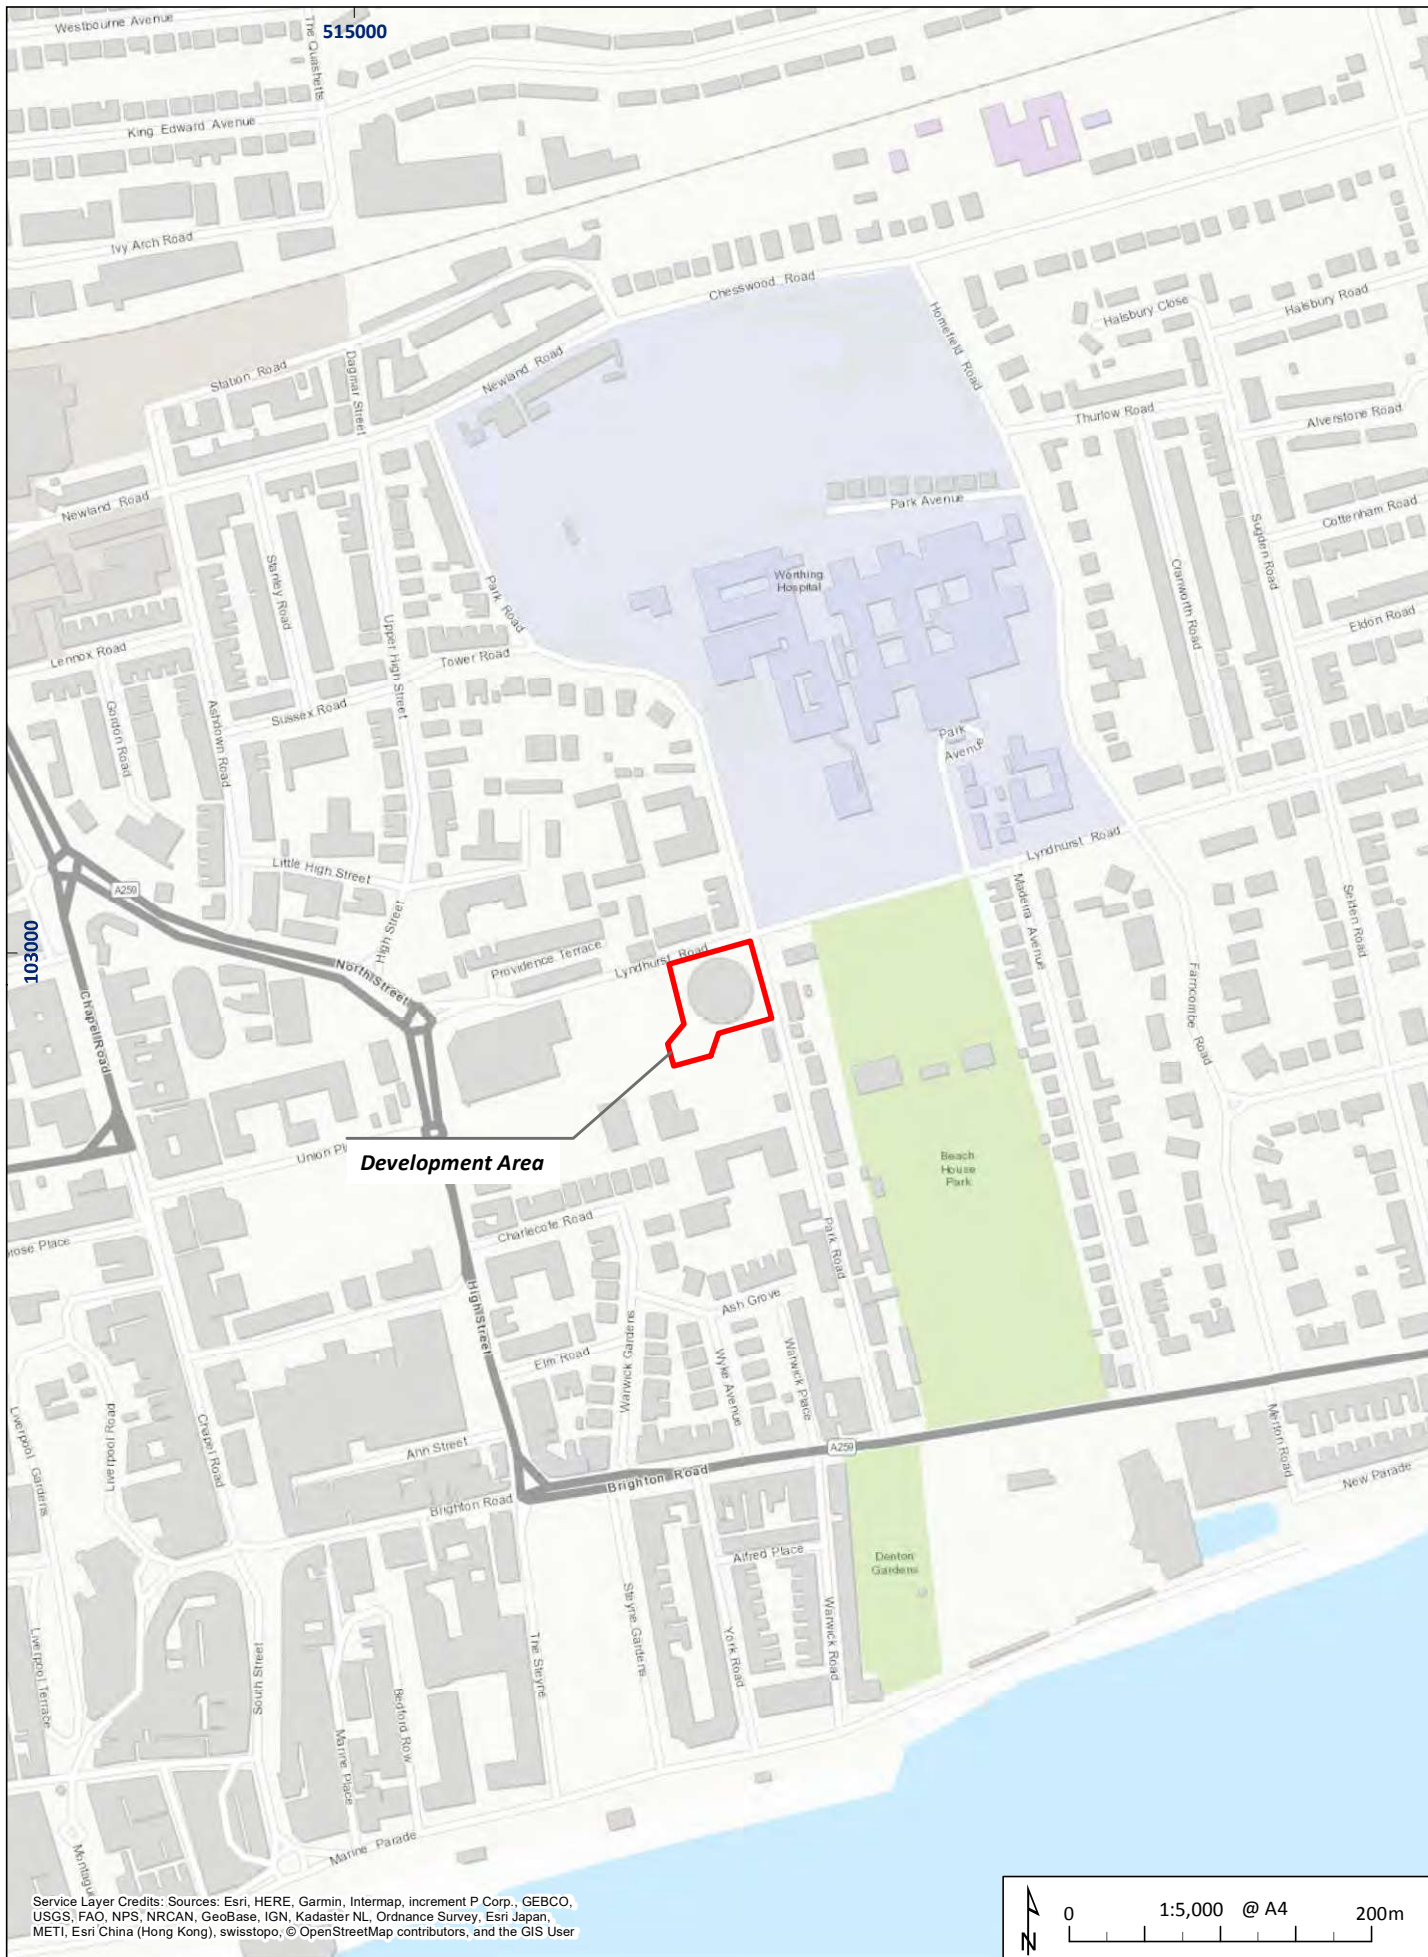 Westbourne Avenue
The Quashetts
515000
King Edward Avenue
Ivy Arch Road
Chesswood Road
Homefield Road
Halsbury Close
Halsbury Road
Station Road
Dagmar Street
Newland Road
Thurlow Road
Alverstone Road
Newland Road
Park Avenue
Cottenham Road
Stanley Road
Sugden Road
Park Road
Worthing
Hospital
Cranworth Road
Upper High Street
Eldon Road
Lennox Road
Tower Road
Gordon Road
Ashdown Road
Sussex Road
Park
Avenue
Lyndhurst Road
Little High Street
A259
Madeira Avenue
Selden Road
High Street
103000
North Street
Providence Terrace
Lyndhurst Road
Farncombe Road
Chapel Road
Union Pl
Development Area
Beach
House
Park
rose Place
Charlecote Road
Park Road
High Street
Ash Grove
Elm Road
Warwick Gardens
Wyke Avenue
Warwick Place
Liverpool Gardens
Liverpool Road
Chapel Road
Ann Street
A259
Merton Road
Brighton Road
Brighton Road
New Parade
Alfred Place
Denton
Gardens
Liverpool Terrace
South Street
The Steyne
Steyne Gardens
York Road
Warwick Road
Bedford Row
Marine Place
Marine Parade
Montagu
Service Layer Credits: Sources: Esri, HERE, Garmin, Intermap, increment P Corp., GEBCO,
USGS, FAO, NPS, NRCAN, GeoBase, IGN, Kadaster NL, Ordnance Survey, Esri Japan,
METI, Esri China (Hong Kong), swisstopo, © OpenStreetMap contributors, and the GIS User
N
0
1:5,000 @ A4
200m